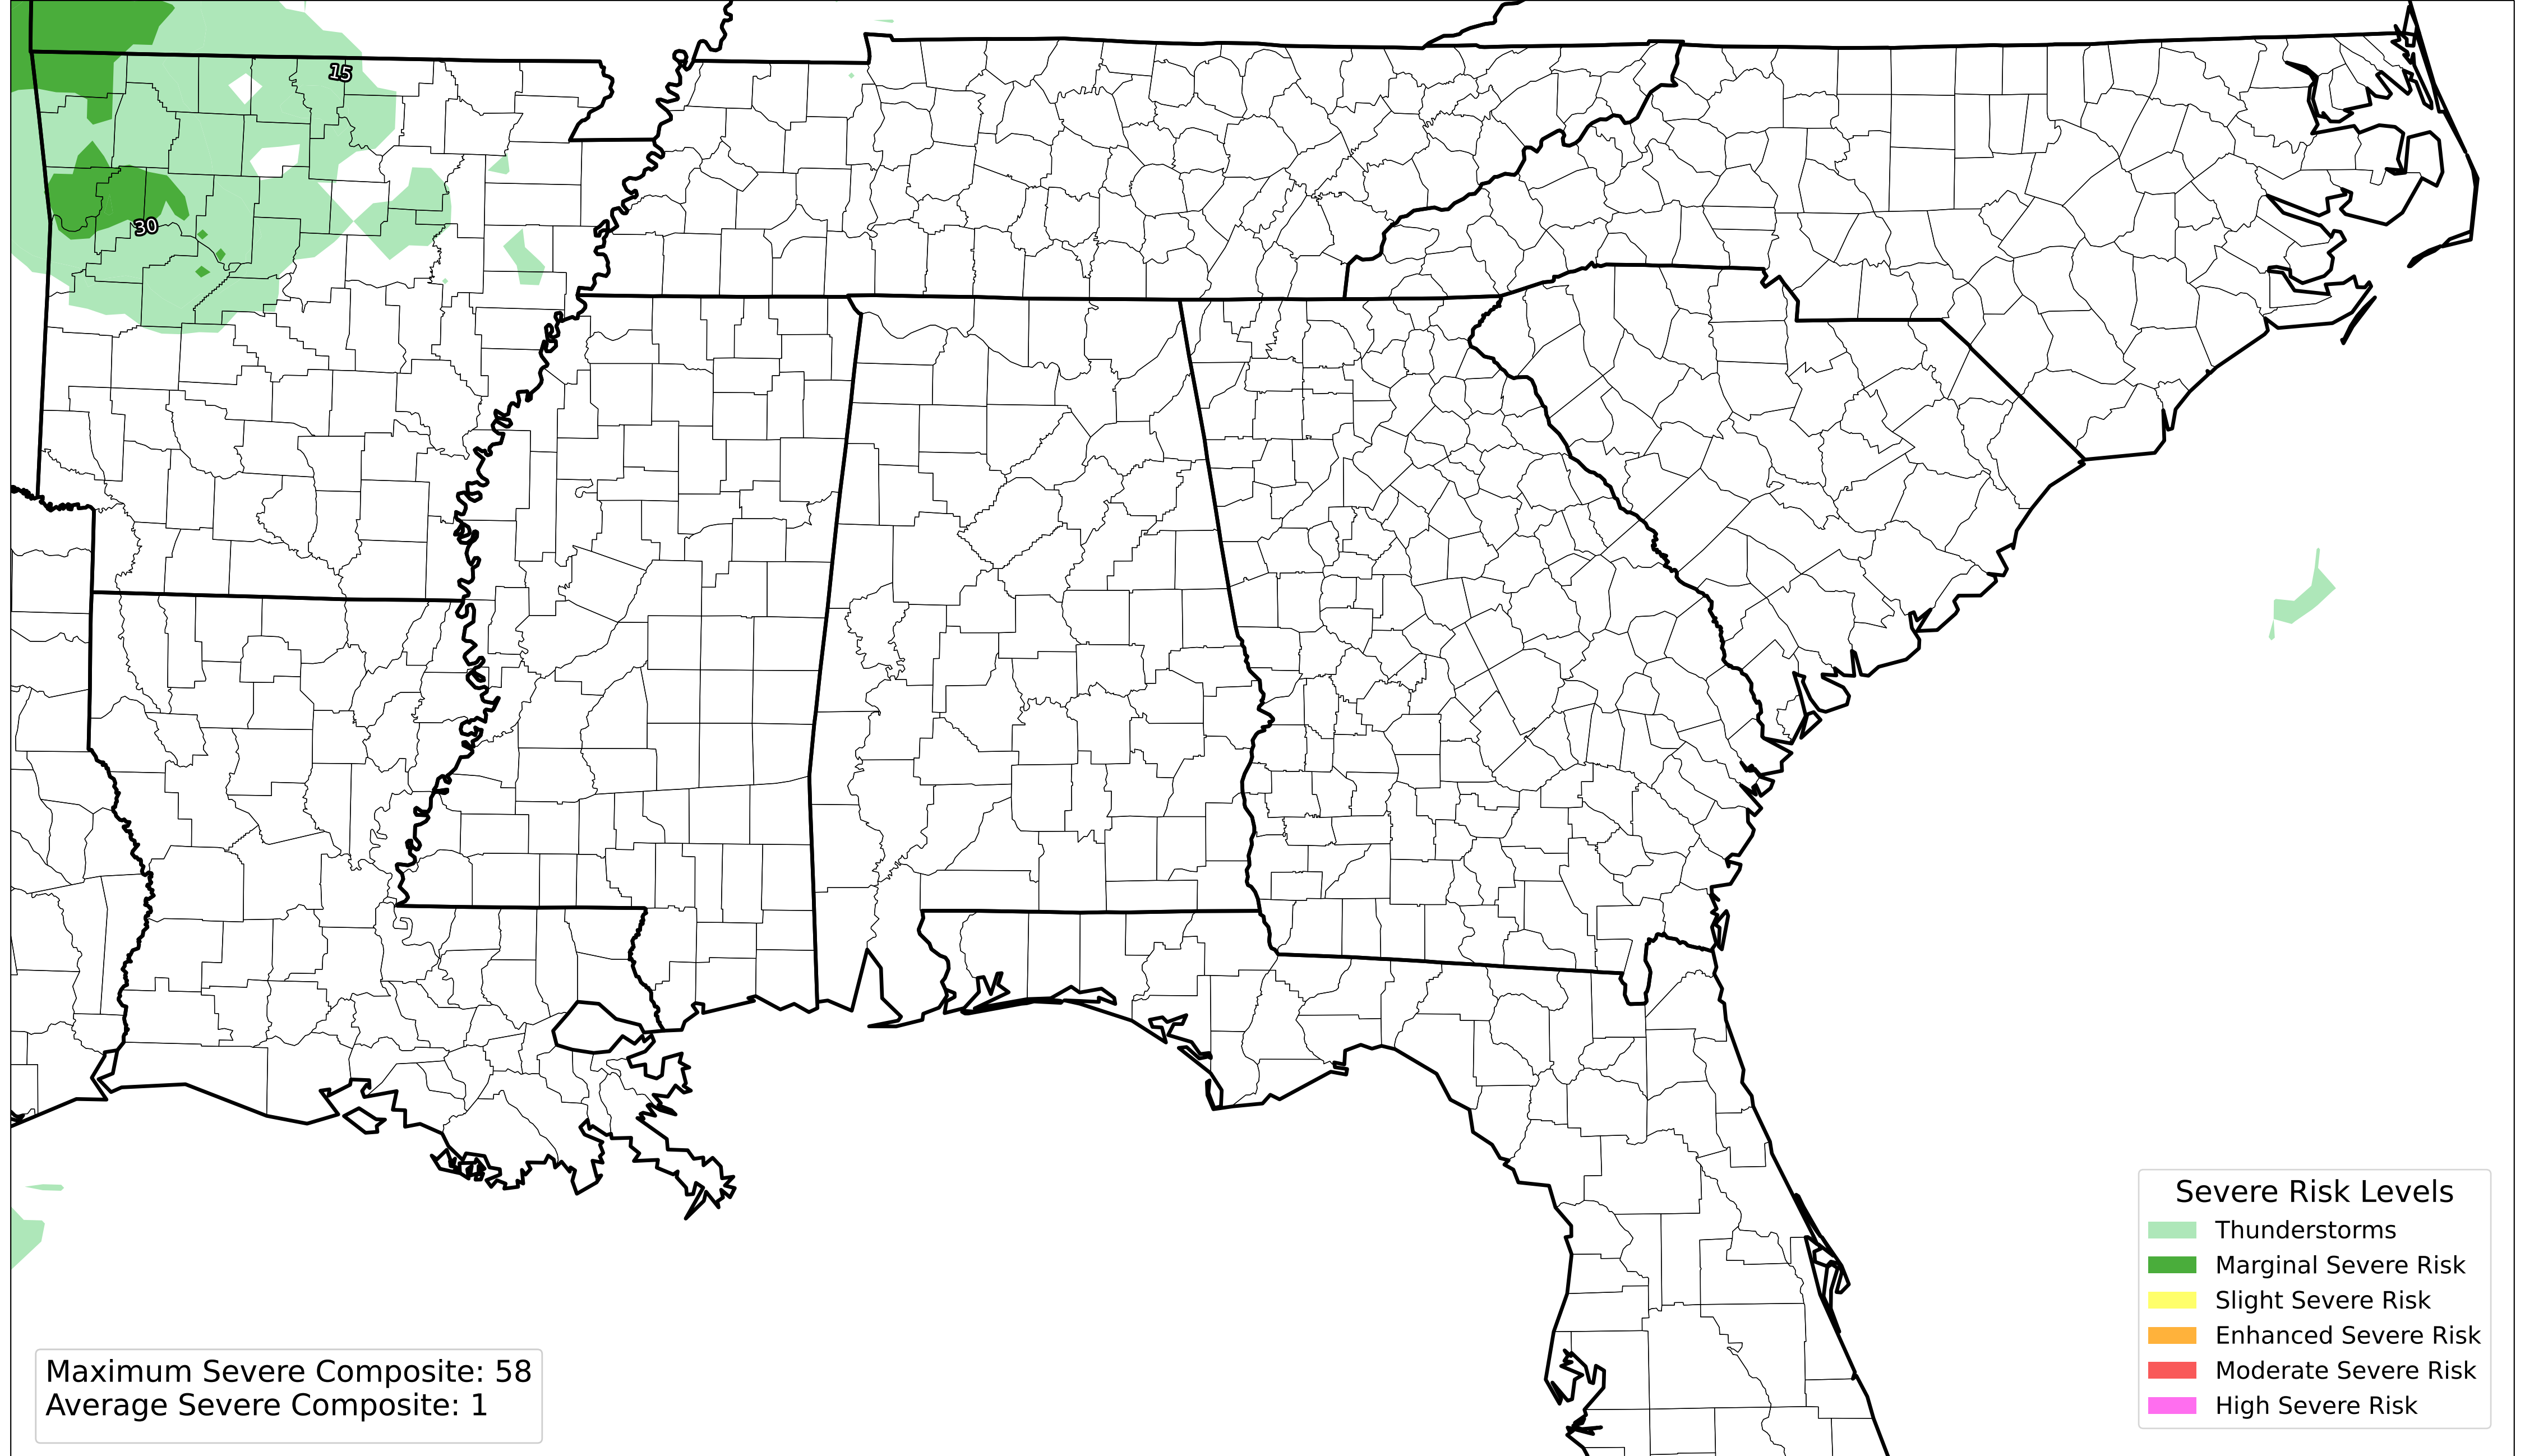 15
30
Severe Risk Levels
Thunderstorms
Marginal Severe Risk
Slight Severe Risk
Enhanced Severe Risk
Moderate Severe Risk
High Severe Risk
Maximum Severe Composite: 58
Average Severe Composite: 1